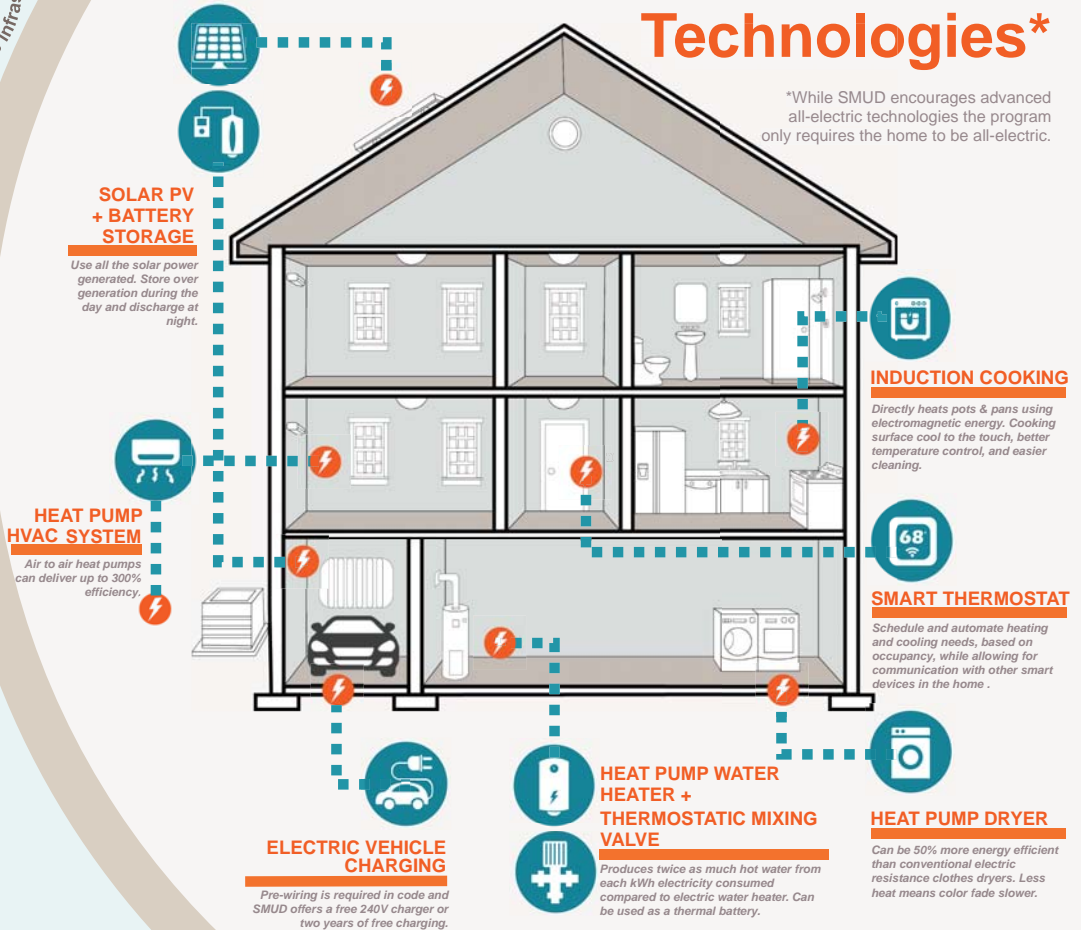 Technologies*
*While SMUD encourages advanced
all-electric technologies the program
only requires the home to be all-electric.
SOLAR PV
+ BATTERY
STORAGE
Use all the solar power
generated. Store over
generation during the
day and discharge at
night.
INDUCTION COOKING
Directly heats pots & pans using
electromagnetic energy. Cooking
surface cool to the touch, better
temperature control, and easier
cleaning.
HEAT PUMP
HVAC SYSTEM
Air to air heat pumps
can deliver up to 300%
efficiency.
68°
SMART THERMOSTAT
Schedule and automate heating
and cooling needs, based on
occupancy, while allowing for
communication with other smart
devices in the home .
ELECTRIC VEHICLE
CHARGING
Pre-wiring is required in code and
SMUD offers a free 240V charger or
two years of free charging.
HEAT PUMP WATER
HEATER +
THERMOSTATIC MIXING
VALVE
Produces twice as much hot water from
each kWh electricity consumed
compared to electric water heater. Can
be used as a thermal battery.
HEAT PUMP DRYER
Can be 50% more energy efficient
than conventional electric
resistance clothes dryers. Less
heat means color fade slower.